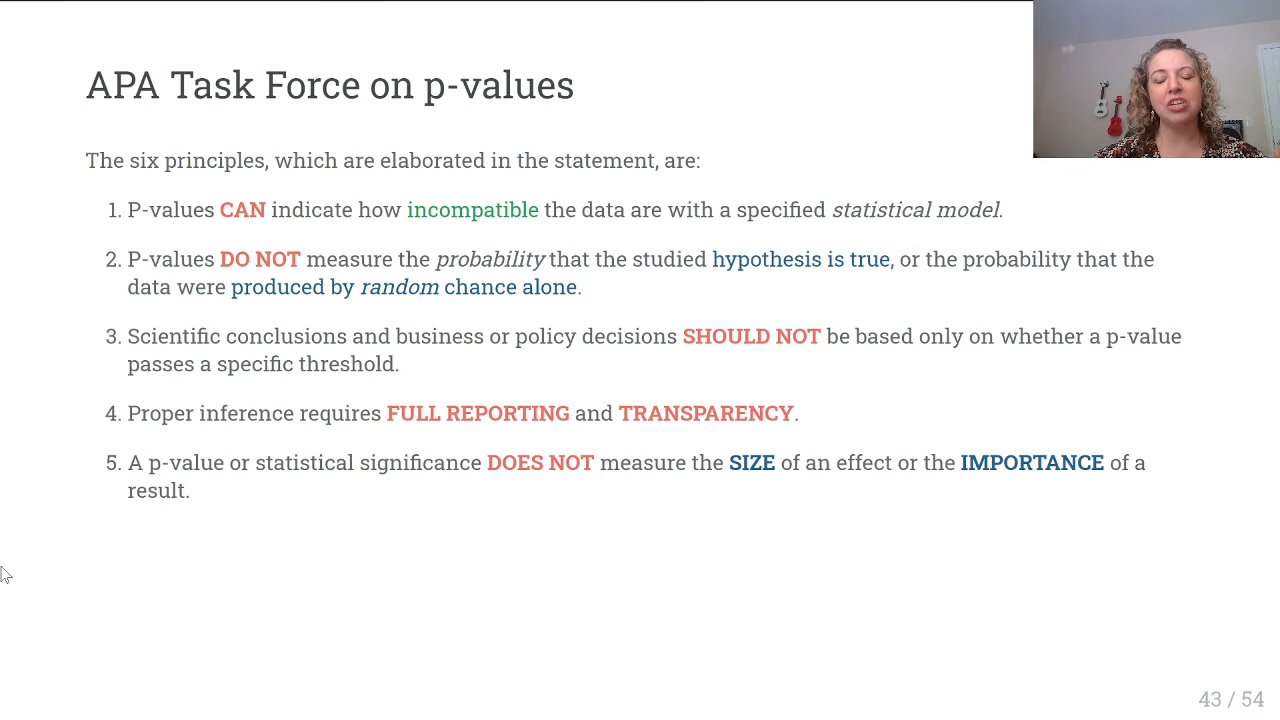 APA Task Force on p-values
The six principles, which are elaborated in the statement, are:
1. P-values CAN indicate how incompatible the data are with a specified statistical model.
2. P-values DO NOT measure the probability that the studied hypothesis is true, or the probability that the
data were produced by random chance alone.
3. Scientific conclusions and business or policy decisions SHOULD NOT be based only on whether a p-value
passes a specific threshold.
4. Proper inference requires FULL REPORTING and TRANSPARENCY.
5. A p-value or statistical significance DOES NOT measure the SIZE of an effect or the IMPORTANCE of a
result.
43 / 54